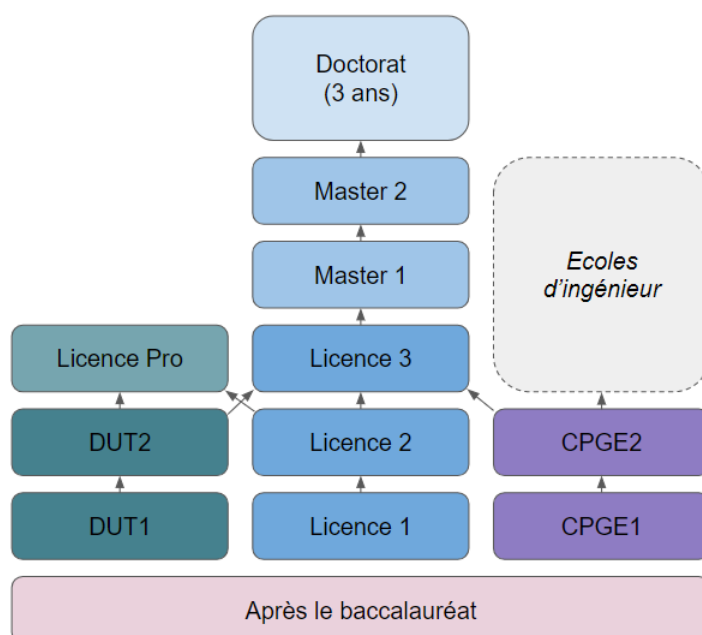 Doctorat
(3 ans)
Master 2
Master 1
Ecoles
d'ingénieur
Licence Pro
Licence 3
DUT2
Licence 2
CPGE2
DUT1
Licence 1
CPGE1
Après le baccalauréat